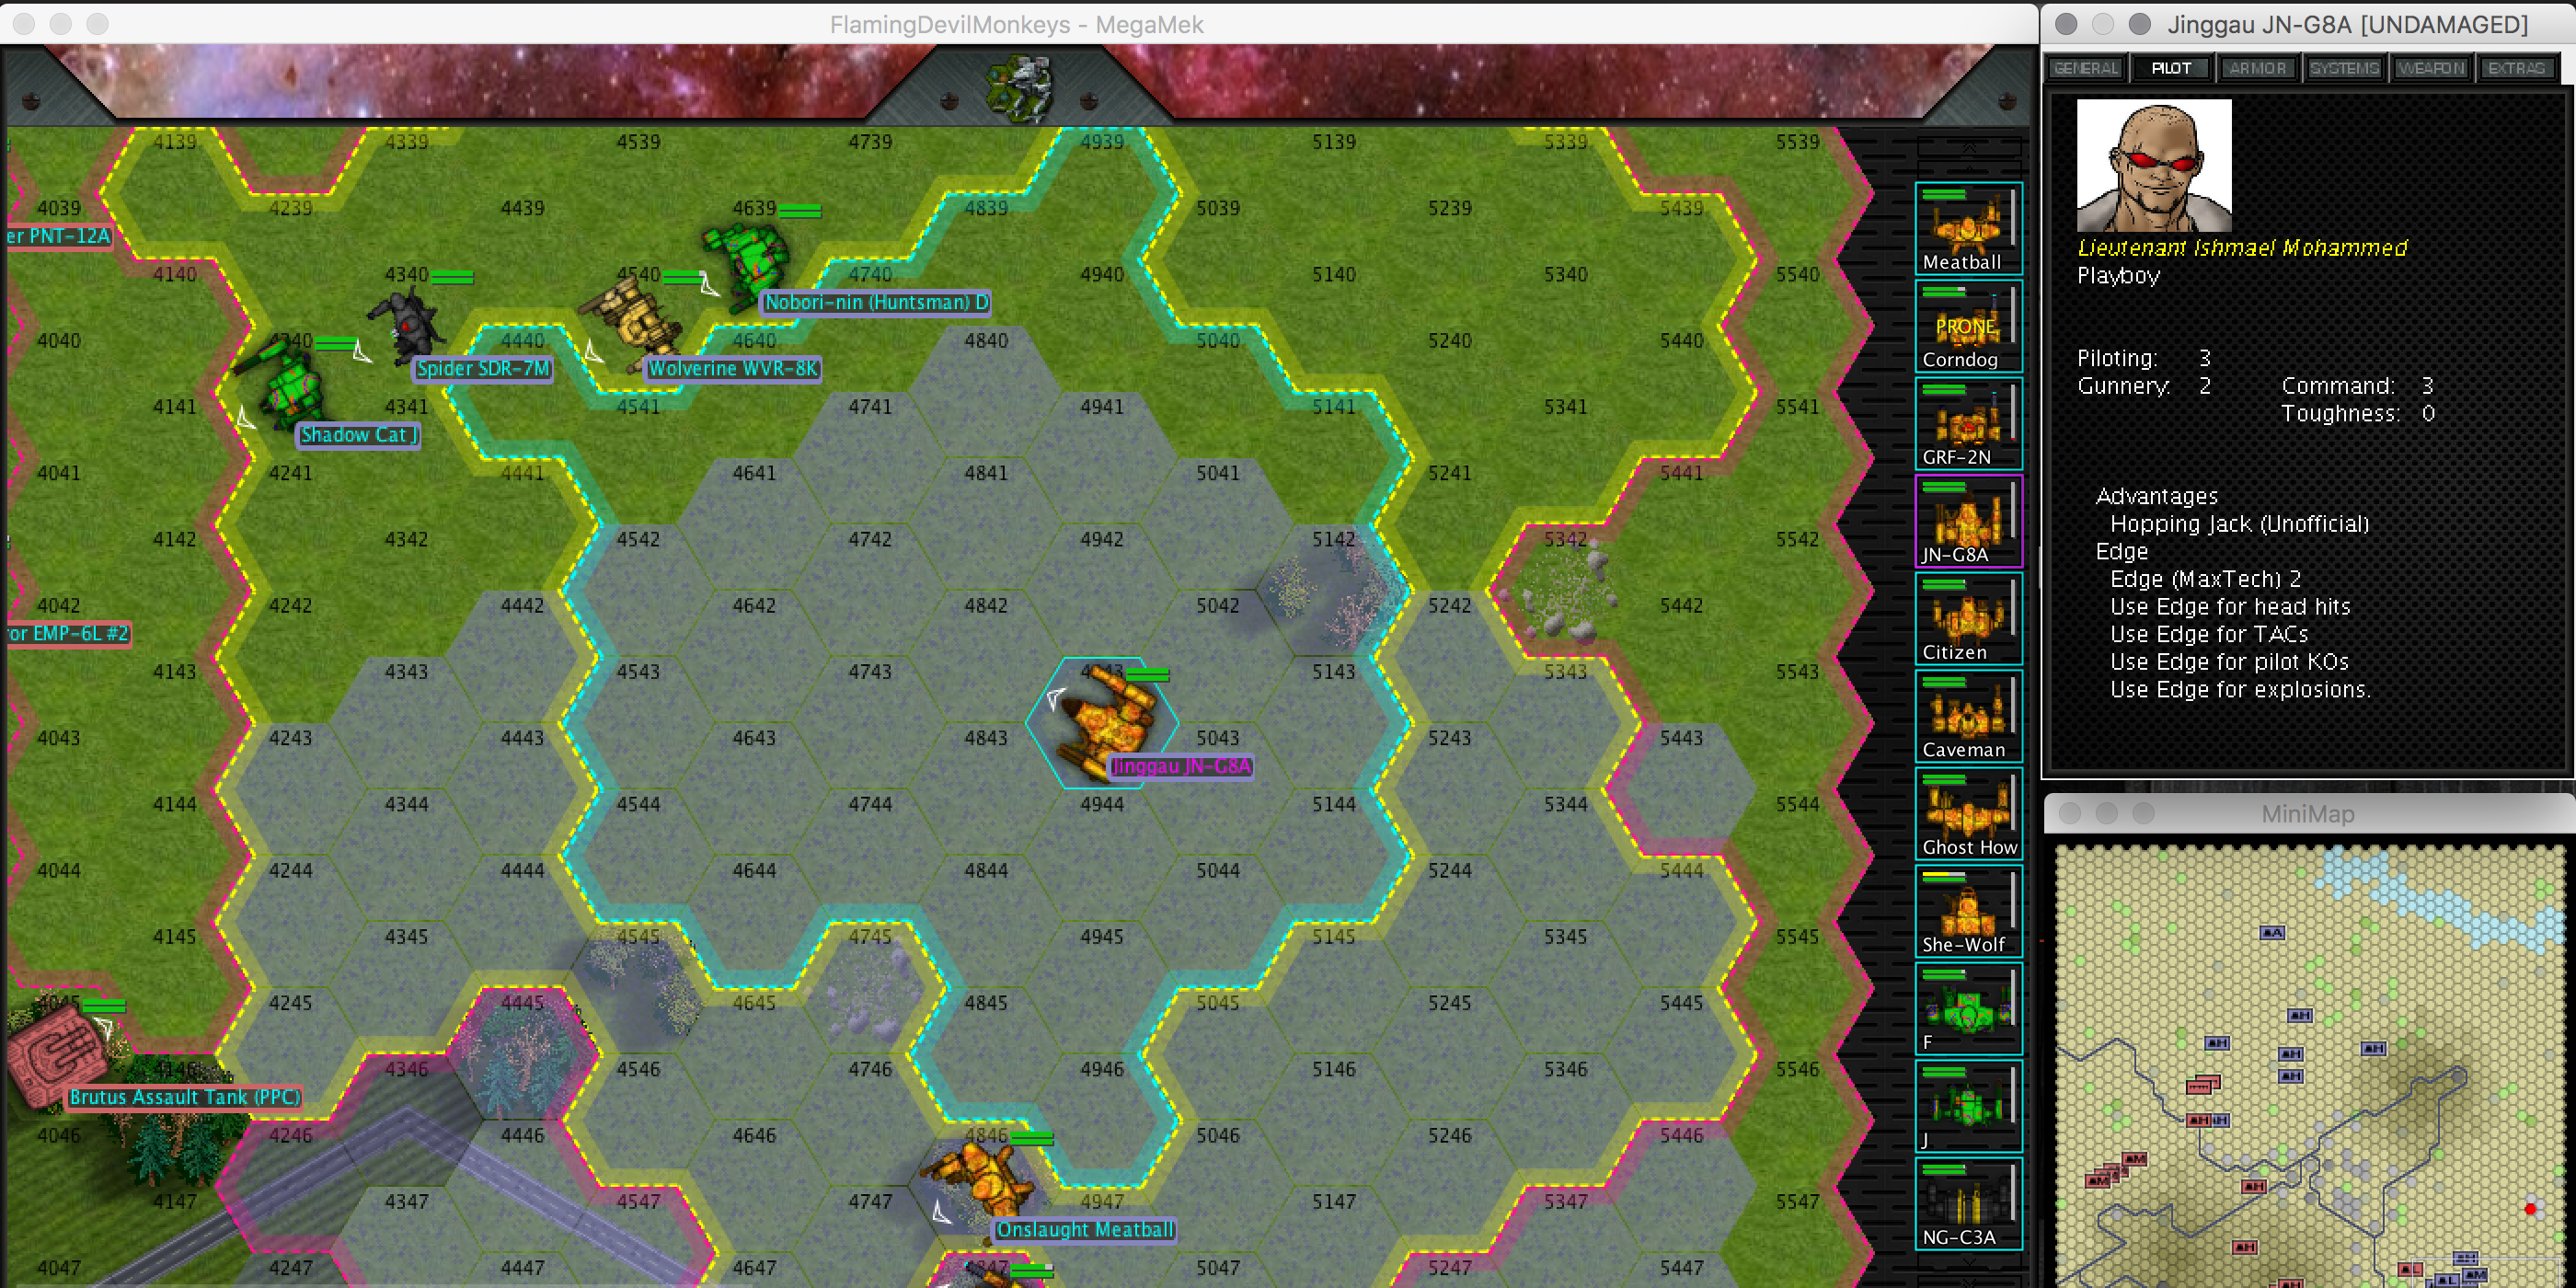 FlamingDevilMonkeys - MegaMek
4139 4339 4539 4739 4939 5139 5339 5539
4039 4239 4439 4639 4839 5039 5239 5439
er PNT-12A
4140 4340 4540 4740 4940 5140 5340 5540
Nobori-nin (Huntsman) D
4040 4440 4640 4840 5040 5240 5440
Spider SDR-7M
Wolverine WVR-8K
4141 4341 4541 4741 4941 5141 5341 5541
Shadow Cat J
4041 4241 4441 4641 4841 5041 5241 5441
4142 4342 4542 4742 4942 5142 5342 5542
4042 4242 4442 4642 4842 5042 5242 5442
ror EMP-6L #2
4143 4343 4543 4743 5143 5343 5543
4043 4243 4443 4643 4843 5043 5243 5443
Jinggau JN-G8A
4144 4344 4544 4744 4944 5144 5344 5544
4044 4244 4444 4644 4844 5044 5244 5444
4145 4345 4545 4745 4945 5145 5345 5545
4045 4245 4445 4645 4845 5045 5245 5445
4146 4346 4546 4746 4946 5146 5346 5546
Brutus Assault Tank (PPC)
4046 4246 4446 4646 4846 5046 5246 5446
4147 4347 4547 4747 4947 5147 5347 5547
Onslaught Meatball
4047 4247 4447 4647 4847 5047 5247 5447
Meatball
PRONE
Corndog
GRF-2N
JN-G8A
Citizen
Caveman
Ghost How
She-Wolf
F
J
NG-C3A
Jinggau JN-G8A [UNDAMAGED]
GENERAL PILOT ARMOR SYSTEMS WEAPON EXTRAS
Lieutenant Ishmael Mohammed
Playboy
Piloting: 3
Gunnery: 2 Command: 3
Toughness: 0
Advantages
Hopping Jack (Unofficial)
Edge
Edge (MaxTech) 2
Use Edge for head hits
Use Edge for TACs
Use Edge for pilot KOs
Use Edge for explosions.
MiniMap